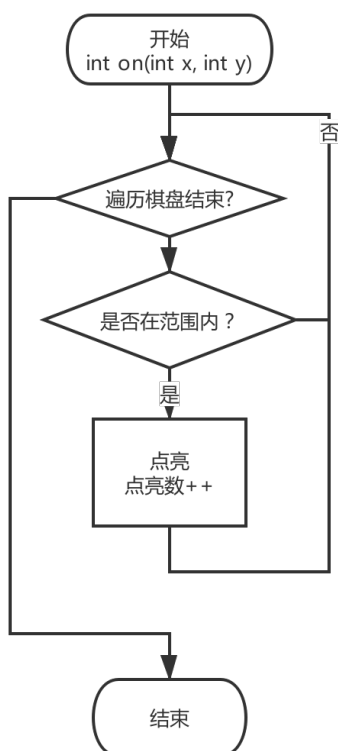 开始
int on(int x, int y)
否
遍历棋盘结束?
是否在范围内？
是
点亮
点亮数++
结束